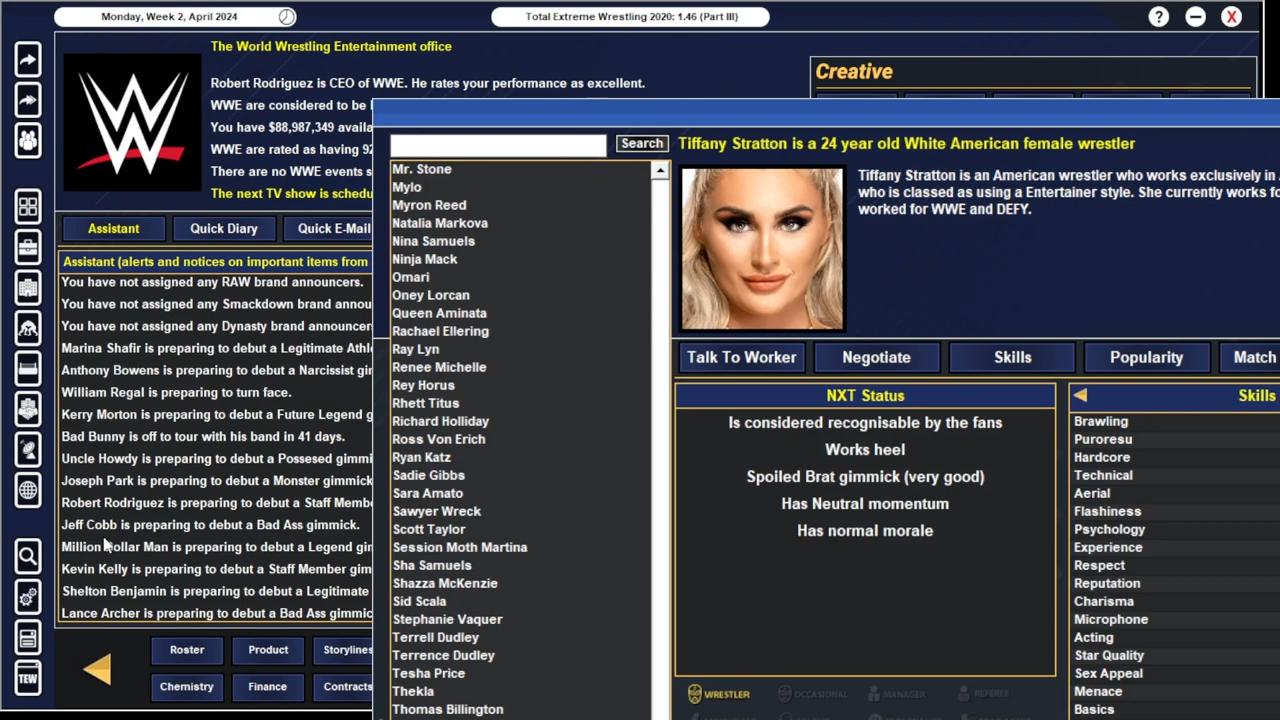 Monday, Week 2, April 2024
Total Extreme Wrestling 2020: 1.46 (Part III)
?
X
The World Wrestling Entertainment office
Robert Rodriguez is CEO of WWE. He rates your performance as excellent.
WWE are considered to be
You have $88,987,349 availa
WWE are rated as having 92
There are no WWE events s
The next TV show is schedu
Creative
Assistant
Quick Diary
Quick E-Mail
Assistant (alerts and notices on important items from
You have not assigned any RAW brand announcers.
You have not assigned any Smackdown brand annou
You have not assigned any Dynasty brand announcers
Marina Shafir is preparing to debut a Legitimate Athl
Anthony Bowens is preparing to debut a Narcissist gi
William Regal is preparing to turn face.
Kerry Morton is preparing to debut a Future Legend g
Bad Bunny is off to tour with his band in 41 days.
Uncle Howdy is preparing to debut a Possesed gimmi
Joseph Park is preparing to debut a Monster gimmick
Robert Rodriguez is preparing to debut a Staff Membe
Jeff Cobb is preparing to debut a Bad Ass gimmick.
Million Dollar Man is preparing to debut a Legend gi
Kevin Kelly is preparing to debut a Staff Member gim
Shelton Benjamin is preparing to debut a Legitimate
Lance Archer is preparing to debut a Bad Ass gimmic
Roster
Product
Storylines
Chemistry
Finance
Contracts
TEW
Search
Mr. Stone
Mylo
Myron Reed
Natalia Markova
Nina Samuels
Ninja Mack
Omari
Oney Lorcan
Queen Aminata
Rachael Ellering
Ray Lyn
Renee Michelle
Rey Horus
Rhett Titus
Richard Holliday
Ross Von Erich
Ryan Katz
Sadie Gibbs
Sara Amato
Sawyer Wreck
Scott Taylor
Session Moth Martina
Sha Samuels
Shazza McKenzie
Sid Scala
Stephanie Vaquer
Terrell Dudley
Terrence Dudley
Tesha Price
Thekla
Thomas Billington
Tiffany Stratton is a 24 year old White American female wrestler
Tiffany Stratton is an American wrestler who works exclusively in
who is classed as using a Entertainer style. She currently works fo
worked for WWE and DEFY.
Talk To Worker
Negotiate
Skills
Popularity
Match
NXT Status
Is considered recognisable by the fans
Works heel
Spoiled Brat gimmick (very good)
Has Neutral momentum
Has normal morale
WRESTLER
OCCASIONAL
MANAGER
REFEREE
Skills
Brawling
Puroresu
Hardcore
Technical
Aerial
Flashiness
Psychology
Experience
Respect
Reputation
Charisma
Microphone
Acting
Star Quality
Sex Appeal
Menace
Basics